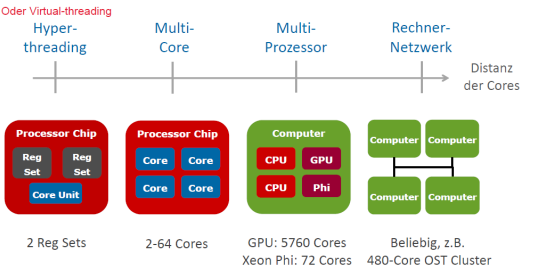 Oder Virtual-threading
Hyper-
threading
Multi-
Core
Multi-
Prozessor
Rechner-
Netzwerk
Distanz
der Cores
Processor Chip
Reg
Set
Reg
Set
Core Unit
Processor Chip
Core
Core
Core
Core
Computer
CPU
GPU
CPU
Phi
Computer
Computer
Computer
Computer
2 Reg Sets
2-64 Cores
GPU: 5760 Cores
Xeon Phi: 72 Cores
Beliebig, z.B.
480-Core OST Cluster